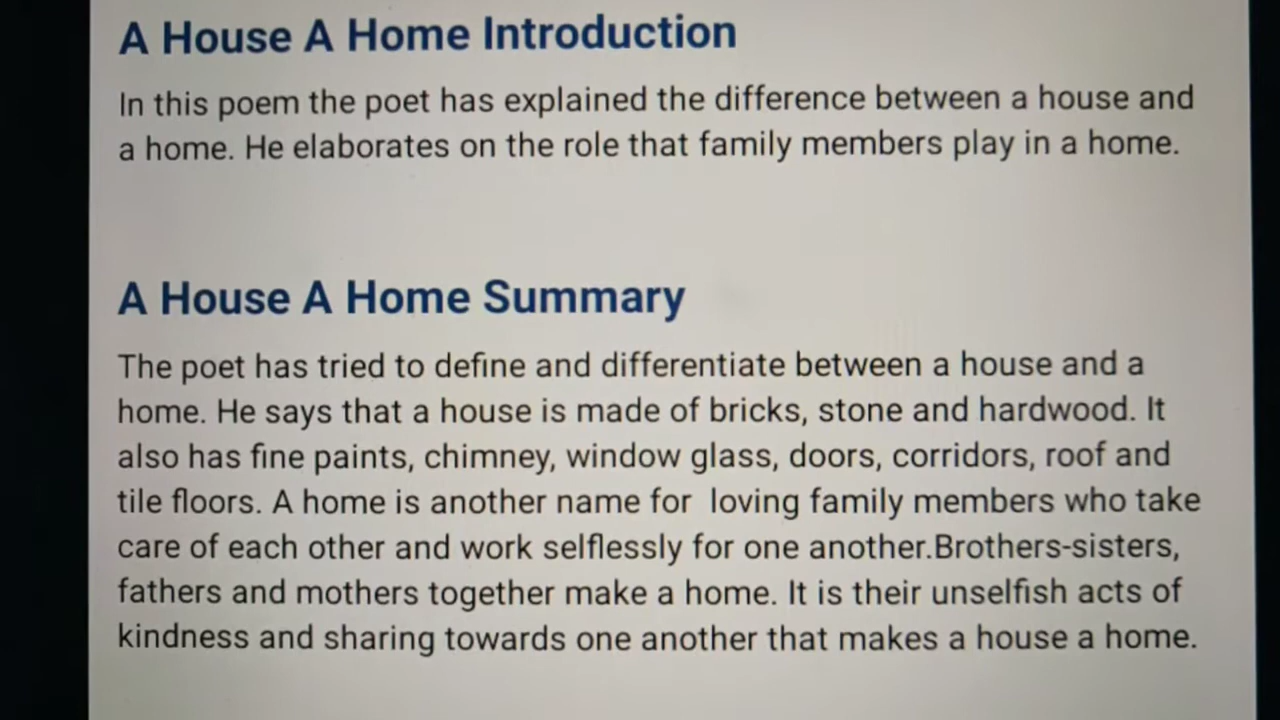 A House A Home Introduction
In this poem the poet has explained the difference between a house and
a home. He elaborates on the role that family members play in a home.
A House A Home Summary
The poet has tried to define and differentiate between a house and a
home. He says that a house is made of bricks, stone and hardwood. It
also has fine paints, chimney, window glass, doors, corridors, roof and
tile floors. A home is another name for  loving family members who take
care of each other and work selflessly for one another.Brothers-sisters,
fathers and mothers together make a home. It is their unselfish acts of
kindness and sharing towards one another that makes a house a home.